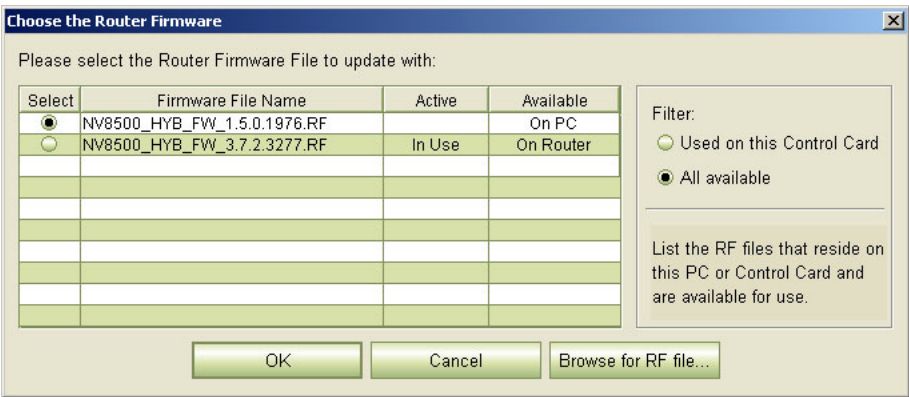 Choose the Router Firmware
Please select the Router Firmware File to update with:
Select Firmware File Name Active Available
NV8500_HYB_FW_1.5.0.1976.RF On PC
NV8500_HYB_FW_3.7.2.3277.RF In Use On Router
Filter:
Used on this Control Card
All available
List the RF files that reside on
this PC or Control Card and
are available for use.
OK Cancel Browse for RF file...